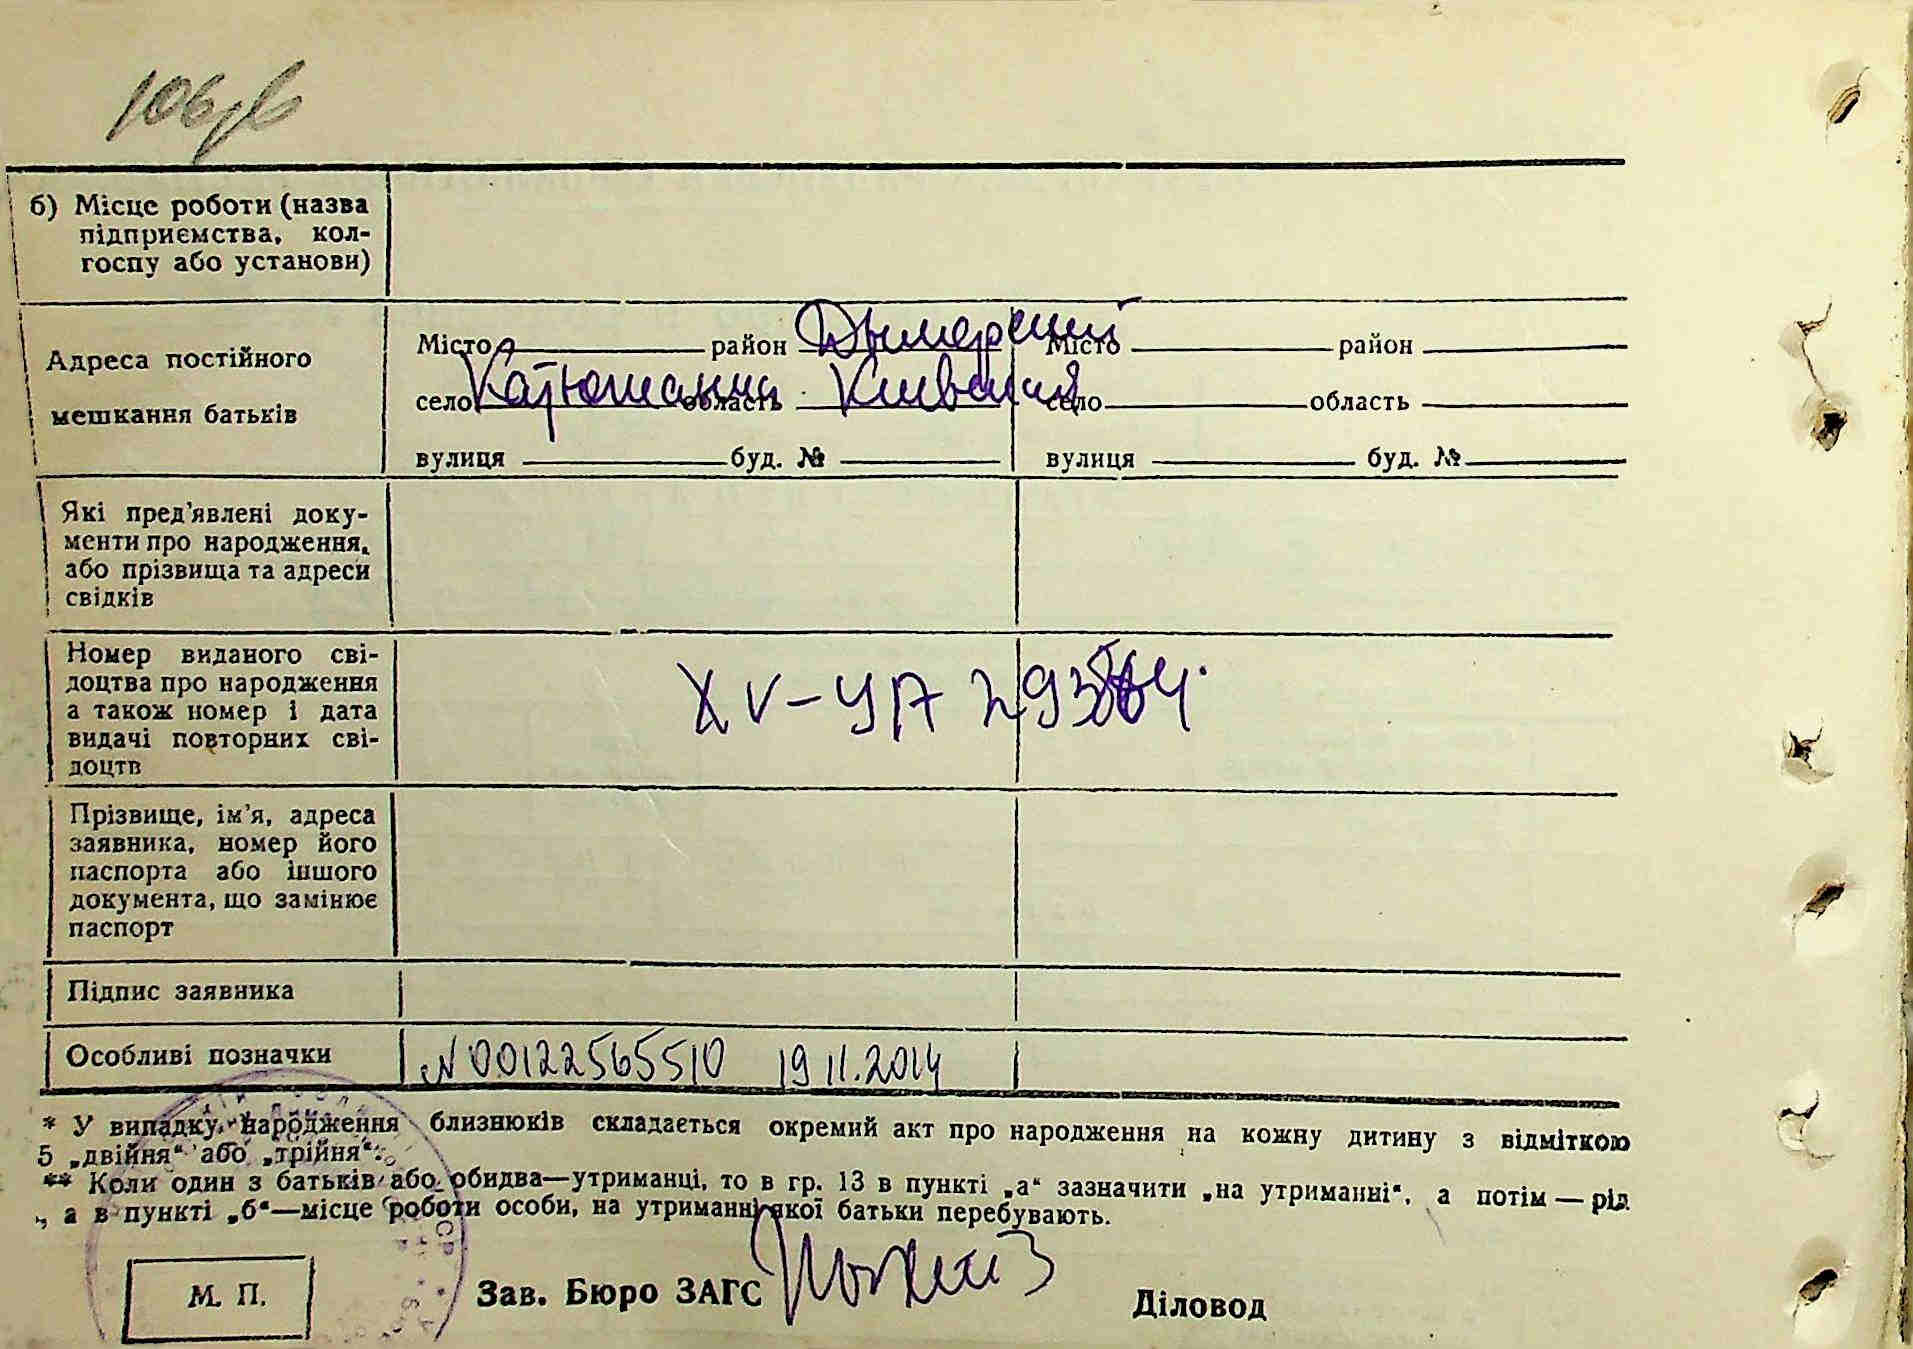 106
б) Місце роботи (назва
підприємства, кол-
госпу або установи)
Адреса постійного
мешкання батьків
Місто район Дымерский
село Катюжанка область Киевская
вулиця буд. №
Місто район
село область
вулиця буд. №
Які пред'явлені доку-
менти про народження,
або прізвища та адреси
свідків
Номер виданого сві-
доцтва про народження
а також номер і дата
видачі повторних сві-
доцтв
XV-УА
Прізвище, ім'я, адреса
заявника, номер його
паспорта або іншого
документа, що замінює
паспорт
Підпис заявника
Особливі позначки
N 00122565510 19 11.2014
* У випадку народження близнюків складається окремий акт про народження на кожну дитину з відміткою
5 „двійня“ або „трійня“.
** Коли один з батьків або обидва—утриманці, то в гр. 13 в пункті „а“ зазначити „на утриманні“, а потім — рід
, а в пункті „б“—місце роботи особи, на утриманні якої батьки перебувають.
М. П.
Зав. Бюро ЗАГС
Діловод